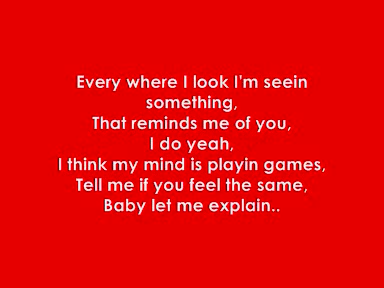 Every where I look I'm seein
something,
That reminds me of you,
I do yeah,
I think my mind is playin games,
Tell me if you feel the same,
Baby let me explain..